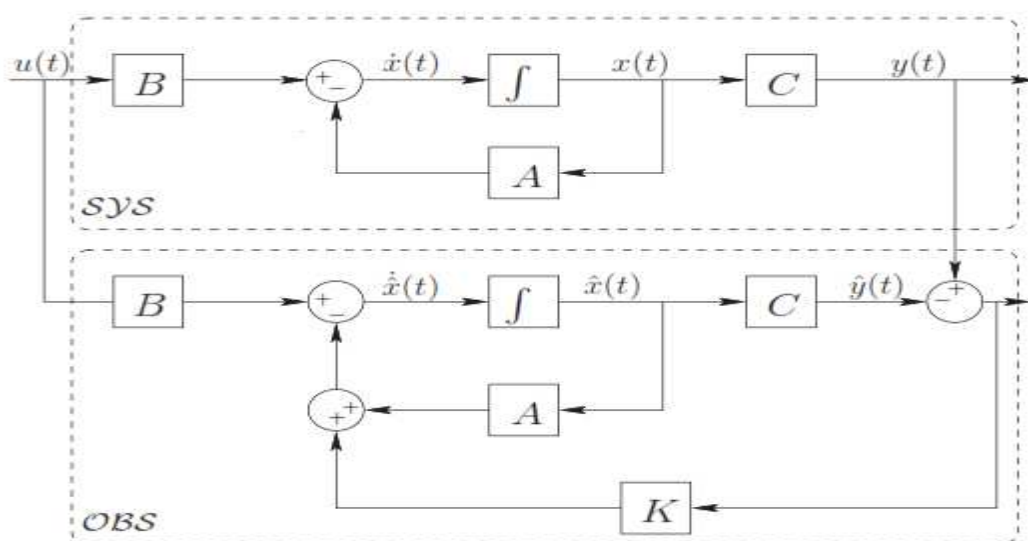 u(t) B + − ẋ(t) ∫ x(t) C y(t)
A
SYS
B + − x̂̇(t) ∫ x̂(t) C ŷ(t) − +
+ + A
K
OBS